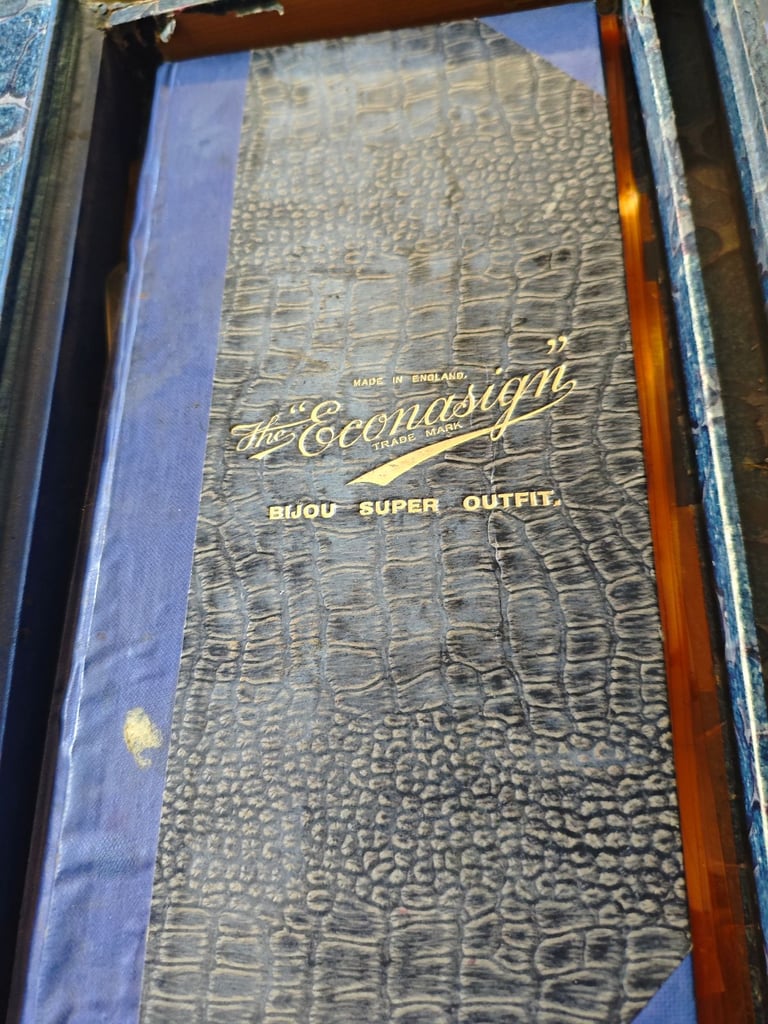 MADE IN ENGLAND.
The "Econasign"
TRADE MARK
BIJOU SUPER OUTFIT.